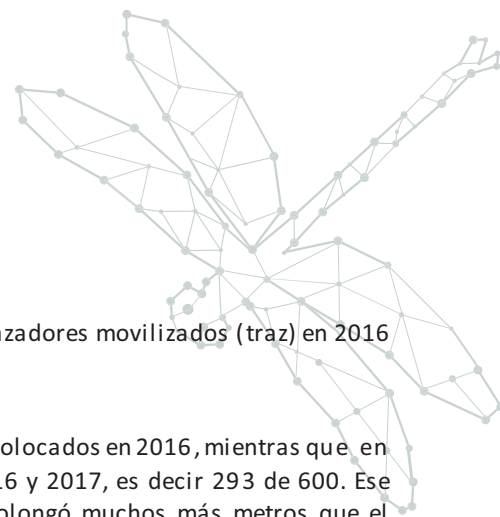 zadores movilizados (traz) en 2016
olocados en 2016, mientras que en
16 y 2017, es decir 293 de 600. Ese
olongó muchos más metros que el